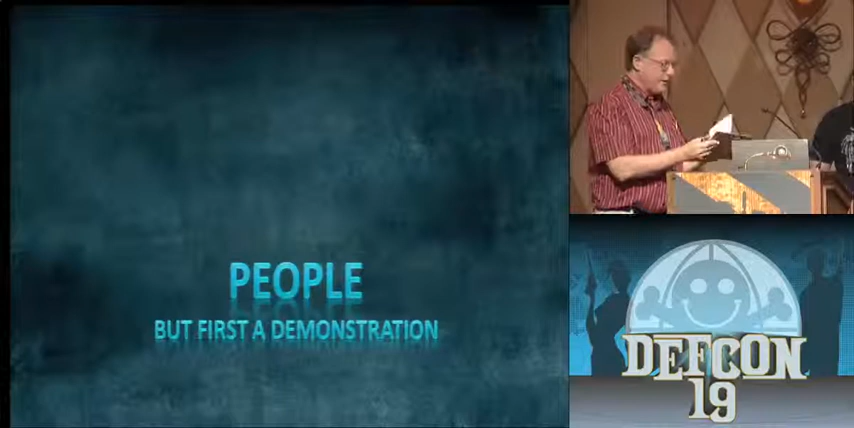 PEOPLE
BUT FIRST A DEMONSTRATION
DEFCON
19